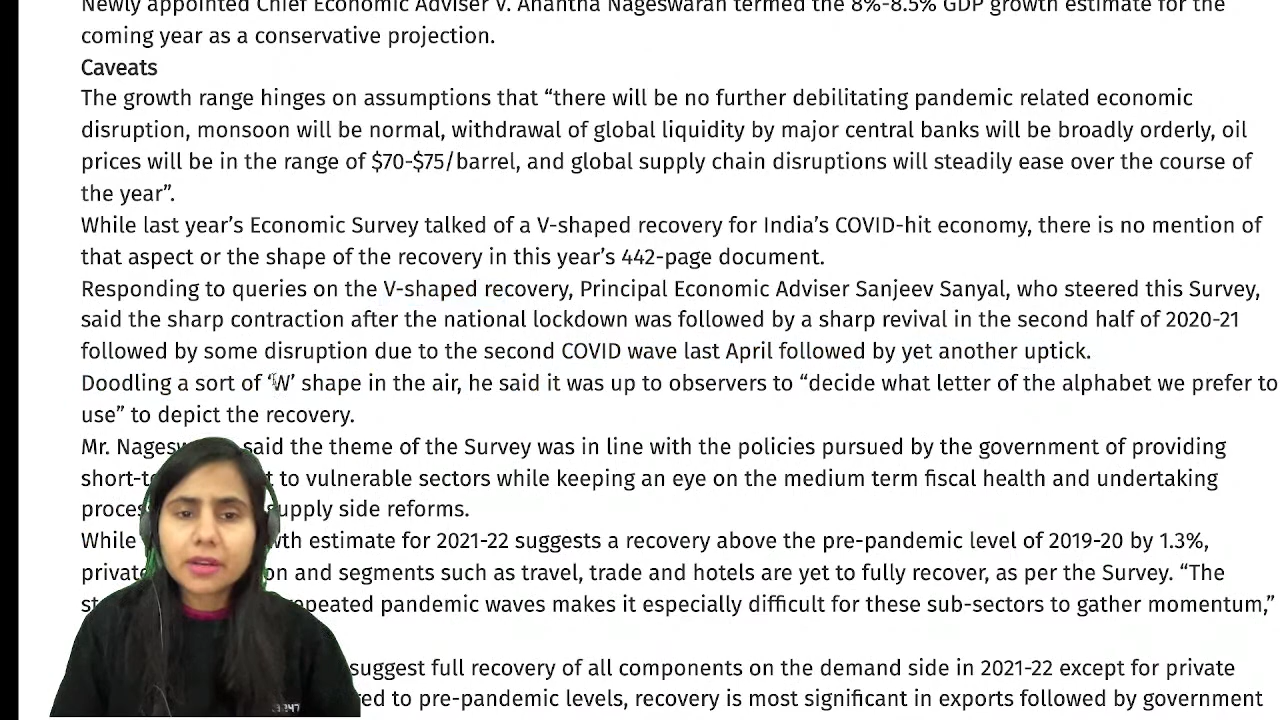 Newly appointed Chief Economic Adviser V. Anantha Nageswaran termed the 8%-8.5% GDP growth estimate for the
coming year as a conservative projection.
Caveats
The growth range hinges on assumptions that “there will be no further debilitating pandemic related economic
disruption, monsoon will be normal, withdrawal of global liquidity by major central banks will be broadly orderly, oil
prices will be in the range of $70-$75/barrel, and global supply chain disruptions will steadily ease over the course of
the year”.
While last year’s Economic Survey talked of a V-shaped recovery for India’s COVID-hit economy, there is no mention of
that aspect or the shape of the recovery in this year’s 442-page document.
Responding to queries on the V-shaped recovery, Principal Economic Adviser Sanjeev Sanyal, who steered this Survey,
said the sharp contraction after the national lockdown was followed by a sharp revival in the second half of 2020-21
followed by some disruption due to the second COVID wave last April followed by yet another uptick.
Doodling a sort of ‘W’ shape in the air, he said it was up to observers to “decide what letter of the alphabet we prefer to
use” to depict the recovery.
Mr. said the theme of the Survey was in line with the policies pursued by the government of providing
to vulnerable sectors while keeping an eye on the medium term fiscal health and undertaking
supply side reforms.
While estimate for 2021-22 suggests a recovery above the pre-pandemic level of 2019-20 by 1.3%,
and segments such as travel, trade and hotels are yet to fully recover, as per the Survey. “The
repeated pandemic waves makes it especially difficult for these sub-sectors to gather momentum,”
suggest full recovery of all components on the demand side in 2021-22 except for private
to pre-pandemic levels, recovery is most significant in exports followed by government